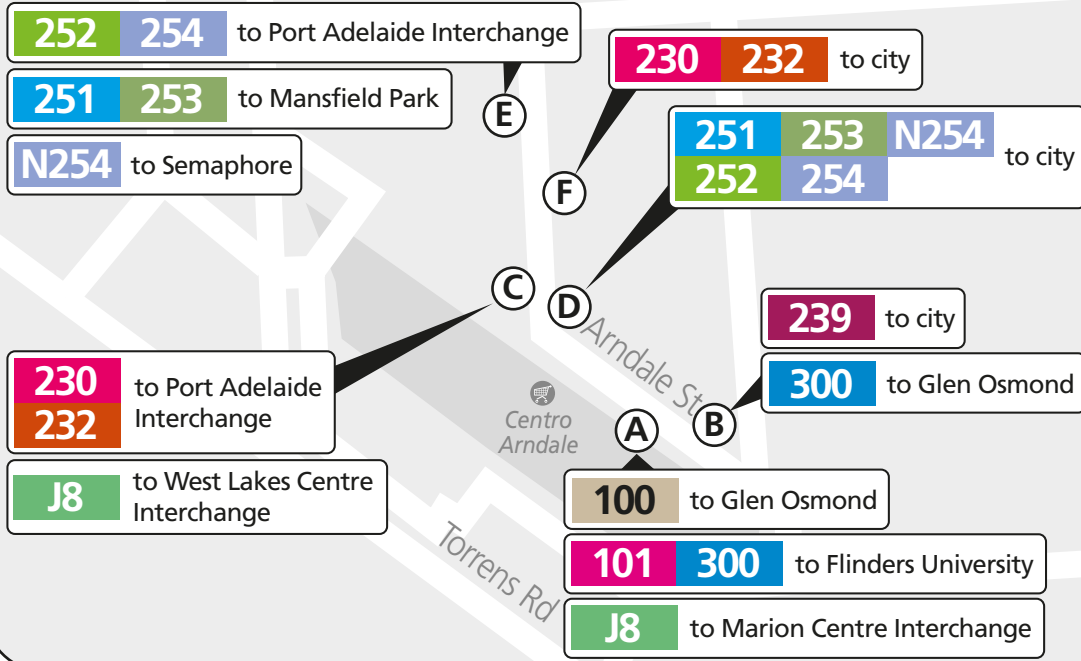 252 254 to Port Adelaide Interchange
251 253 to Mansfield Park
N254 to Semaphore
E
230 232 to city
F
251 253 N254 to city
252 254
C
D
Arndale St
239 to city
300 to Glen Osmond
B
230 to Port Adelaide
232 Interchange
J8 to West Lakes Centre
Interchange
Centro
Arndale
A
100 to Glen Osmond
101 300 to Flinders University
J8 to Marion Centre Interchange
Torrens Rd